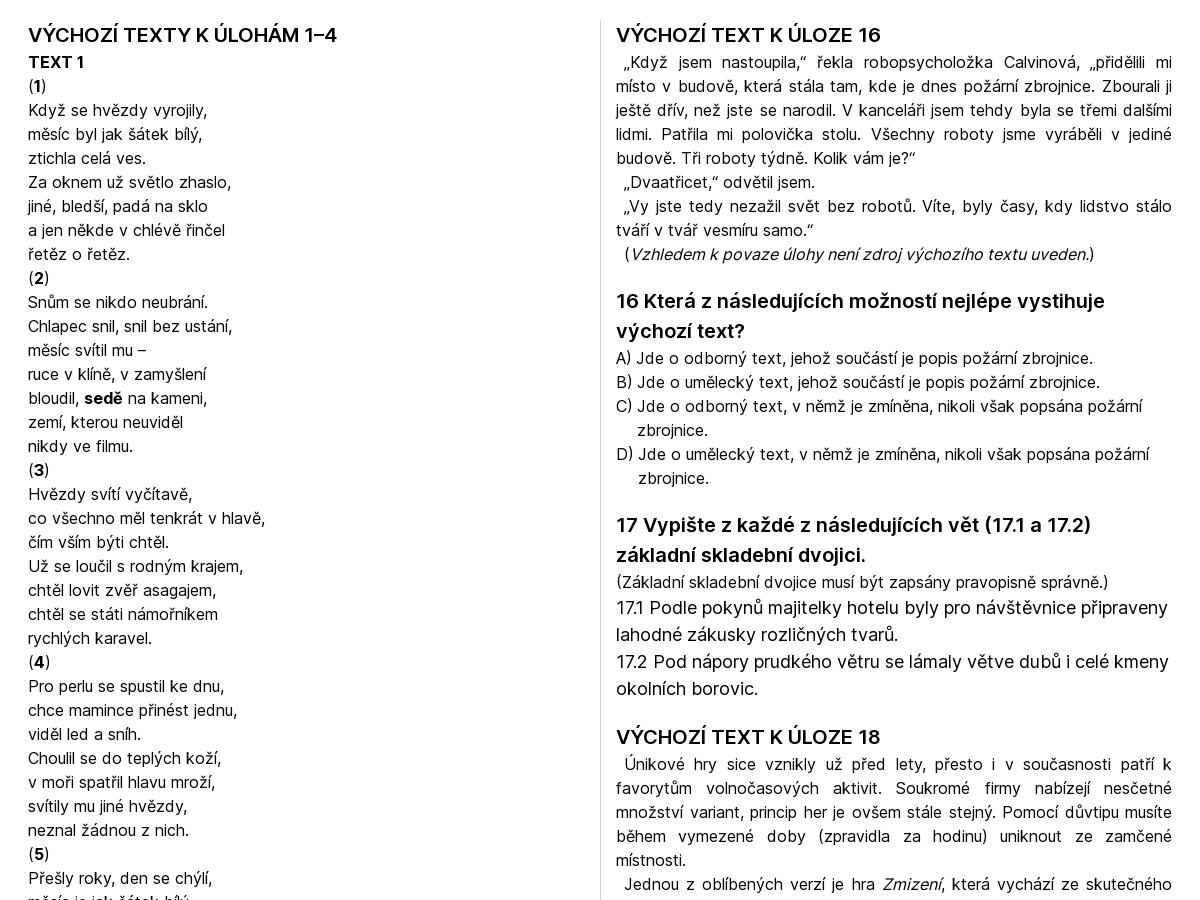 VÝCHOZÍ TEXTY K ÚLOHÁM 1–4
TEXT 1
(1)
Když se hvězdy vyrojily,
měsíc byl jak šátek bílý,
ztichla celá ves.
Za oknem už světlo zhaslo,
jiné, bledší, padá na sklo
a jen někde v chlévě řinčel
řetěz o řetěz.
(2)
Snům se nikdo neubrání.
Chlapec snil, snil bez ustání,
měsíc svítil mu –
ruce v klíně, v zamyšlení
bloudil, sedě na kameni,
zemí, kterou neuviděl
nikdy ve filmu.
(3)
Hvězdy svítí vyčítavě,
co všechno měl tenkrát v hlavě,
čím vším býti chtěl.
Už se loučil s rodným krajem,
chtěl lovit zvěř asagajem,
chtěl se státi námořníkem
rychlých karavel.
(4)
Pro perlu se spustil ke dnu,
chce mamince přinést jednu,
viděl led a sníh.
Choulil se do teplých koží,
v moři spatřil hlavu mroží,
svítily mu jiné hvězdy,
neznal žádnou z nich.
(5)
Přešly roky, den se chýlí,
měsíc je jak šátek bílý
VÝCHOZÍ TEXT K ÚLOZE 16
„Když jsem nastoupila,“ řekla robopsycholožka Calvinová, „přidělili mi
místo v budově, která stála tam, kde je dnes požární zbrojnice. Zbourali ji
ještě dřív, než jste se narodil. V kanceláři jsem tehdy byla se třemi dalšími
lidmi. Patřila mi polovička stolu. Všechny roboty jsme vyráběli v jediné
budově. Tři roboty týdně. Kolik vám je?“
„Dvaatřicet,“ odvětil jsem.
„Vy jste tedy nezažil svět bez robotů. Víte, byly časy, kdy lidstvo stálo
tváří v tvář vesmíru samo.“
(Vzhledem k povaze úlohy není zdroj výchozího textu uveden.)
16 Která z následujících možností nejlépe vystihuje
výchozí text?
A) Jde o odborný text, jehož součástí je popis požární zbrojnice.
B) Jde o umělecký text, jehož součástí je popis požární zbrojnice.
C) Jde o odborný text, v němž je zmíněna, nikoli však popsána požární
zbrojnice.
D) Jde o umělecký text, v němž je zmíněna, nikoli však popsána požární
zbrojnice.
17 Vypište z každé z následujících vět (17.1 a 17.2)
základní skladební dvojici.
(Základní skladební dvojice musí být zapsány pravopisně správně.)
17.1 Podle pokynů majitelky hotelu byly pro návštěvnice připraveny
lahodné zákusky rozličných tvarů.
17.2 Pod nápory prudkého větru se lámaly větve dubů i celé kmeny
okolních borovic.
VÝCHOZÍ TEXT K ÚLOZE 18
Únikové hry sice vznikly už před lety, přesto i v současnosti patří k
favorytům volnočasových aktivit. Soukromé firmy nabízejí nesčetné
množství variant, princip her je ovšem stále stejný. Pomocí důvtipu musíte
během vymezené doby (zpravidla za hodinu) uniknout ze zamčené
místnosti.
Jednou z oblíbených verzí je hra Zmizení, která vychází ze skutečného